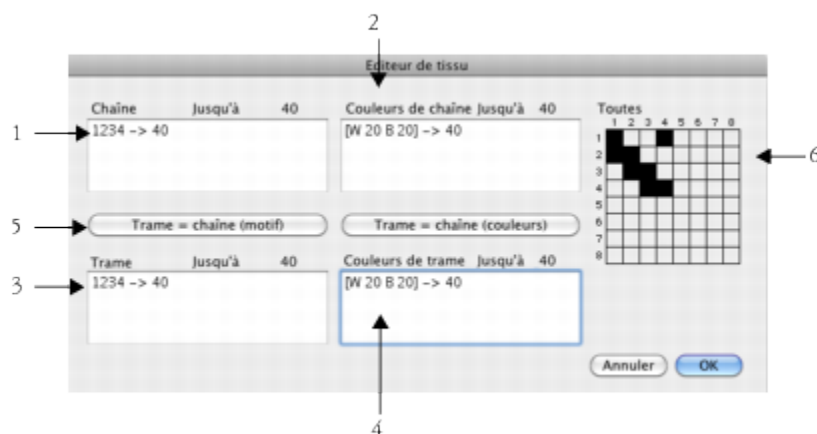 2
Editeur de tissu
Chaîne Jusqu'à 40
Couleurs de chaîne Jusqu'à 40
Toutes
1 2 3 4 5 6 7 8
1
2
3
4
5
6
7
8
1
1234 -> 40
[W 20 B 20] -> 40
6
5
Trame = chaîne (motif)
Trame = chaîne (couleurs)
Trame Jusqu'à 40
Couleurs de trame Jusqu'à 40
3
1234 -> 40
[W 20 B 20] -> 40
Annuler
OK
4